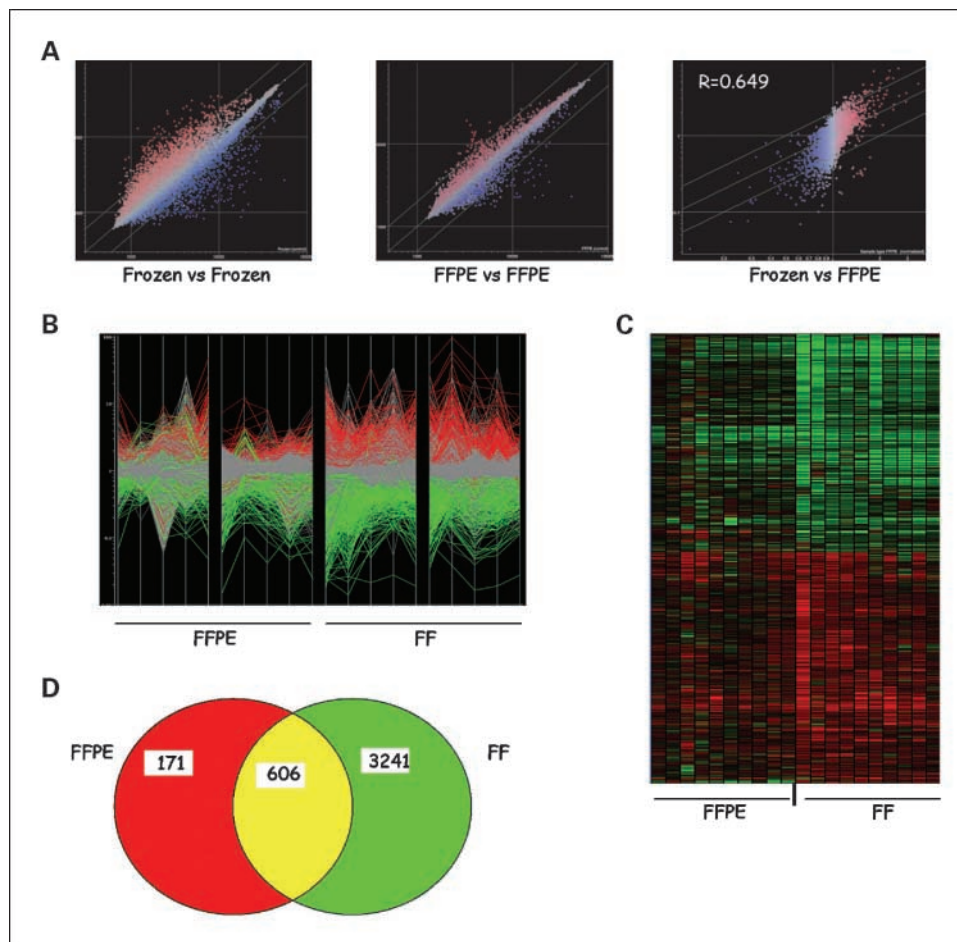 A
R=0.649
Frozen vs Frozen
FFPE vs FFPE
Frozen vs FFPE
B
FFPE
FF
C
FFPE
FF
D
FFPE
171
606
3241
FF